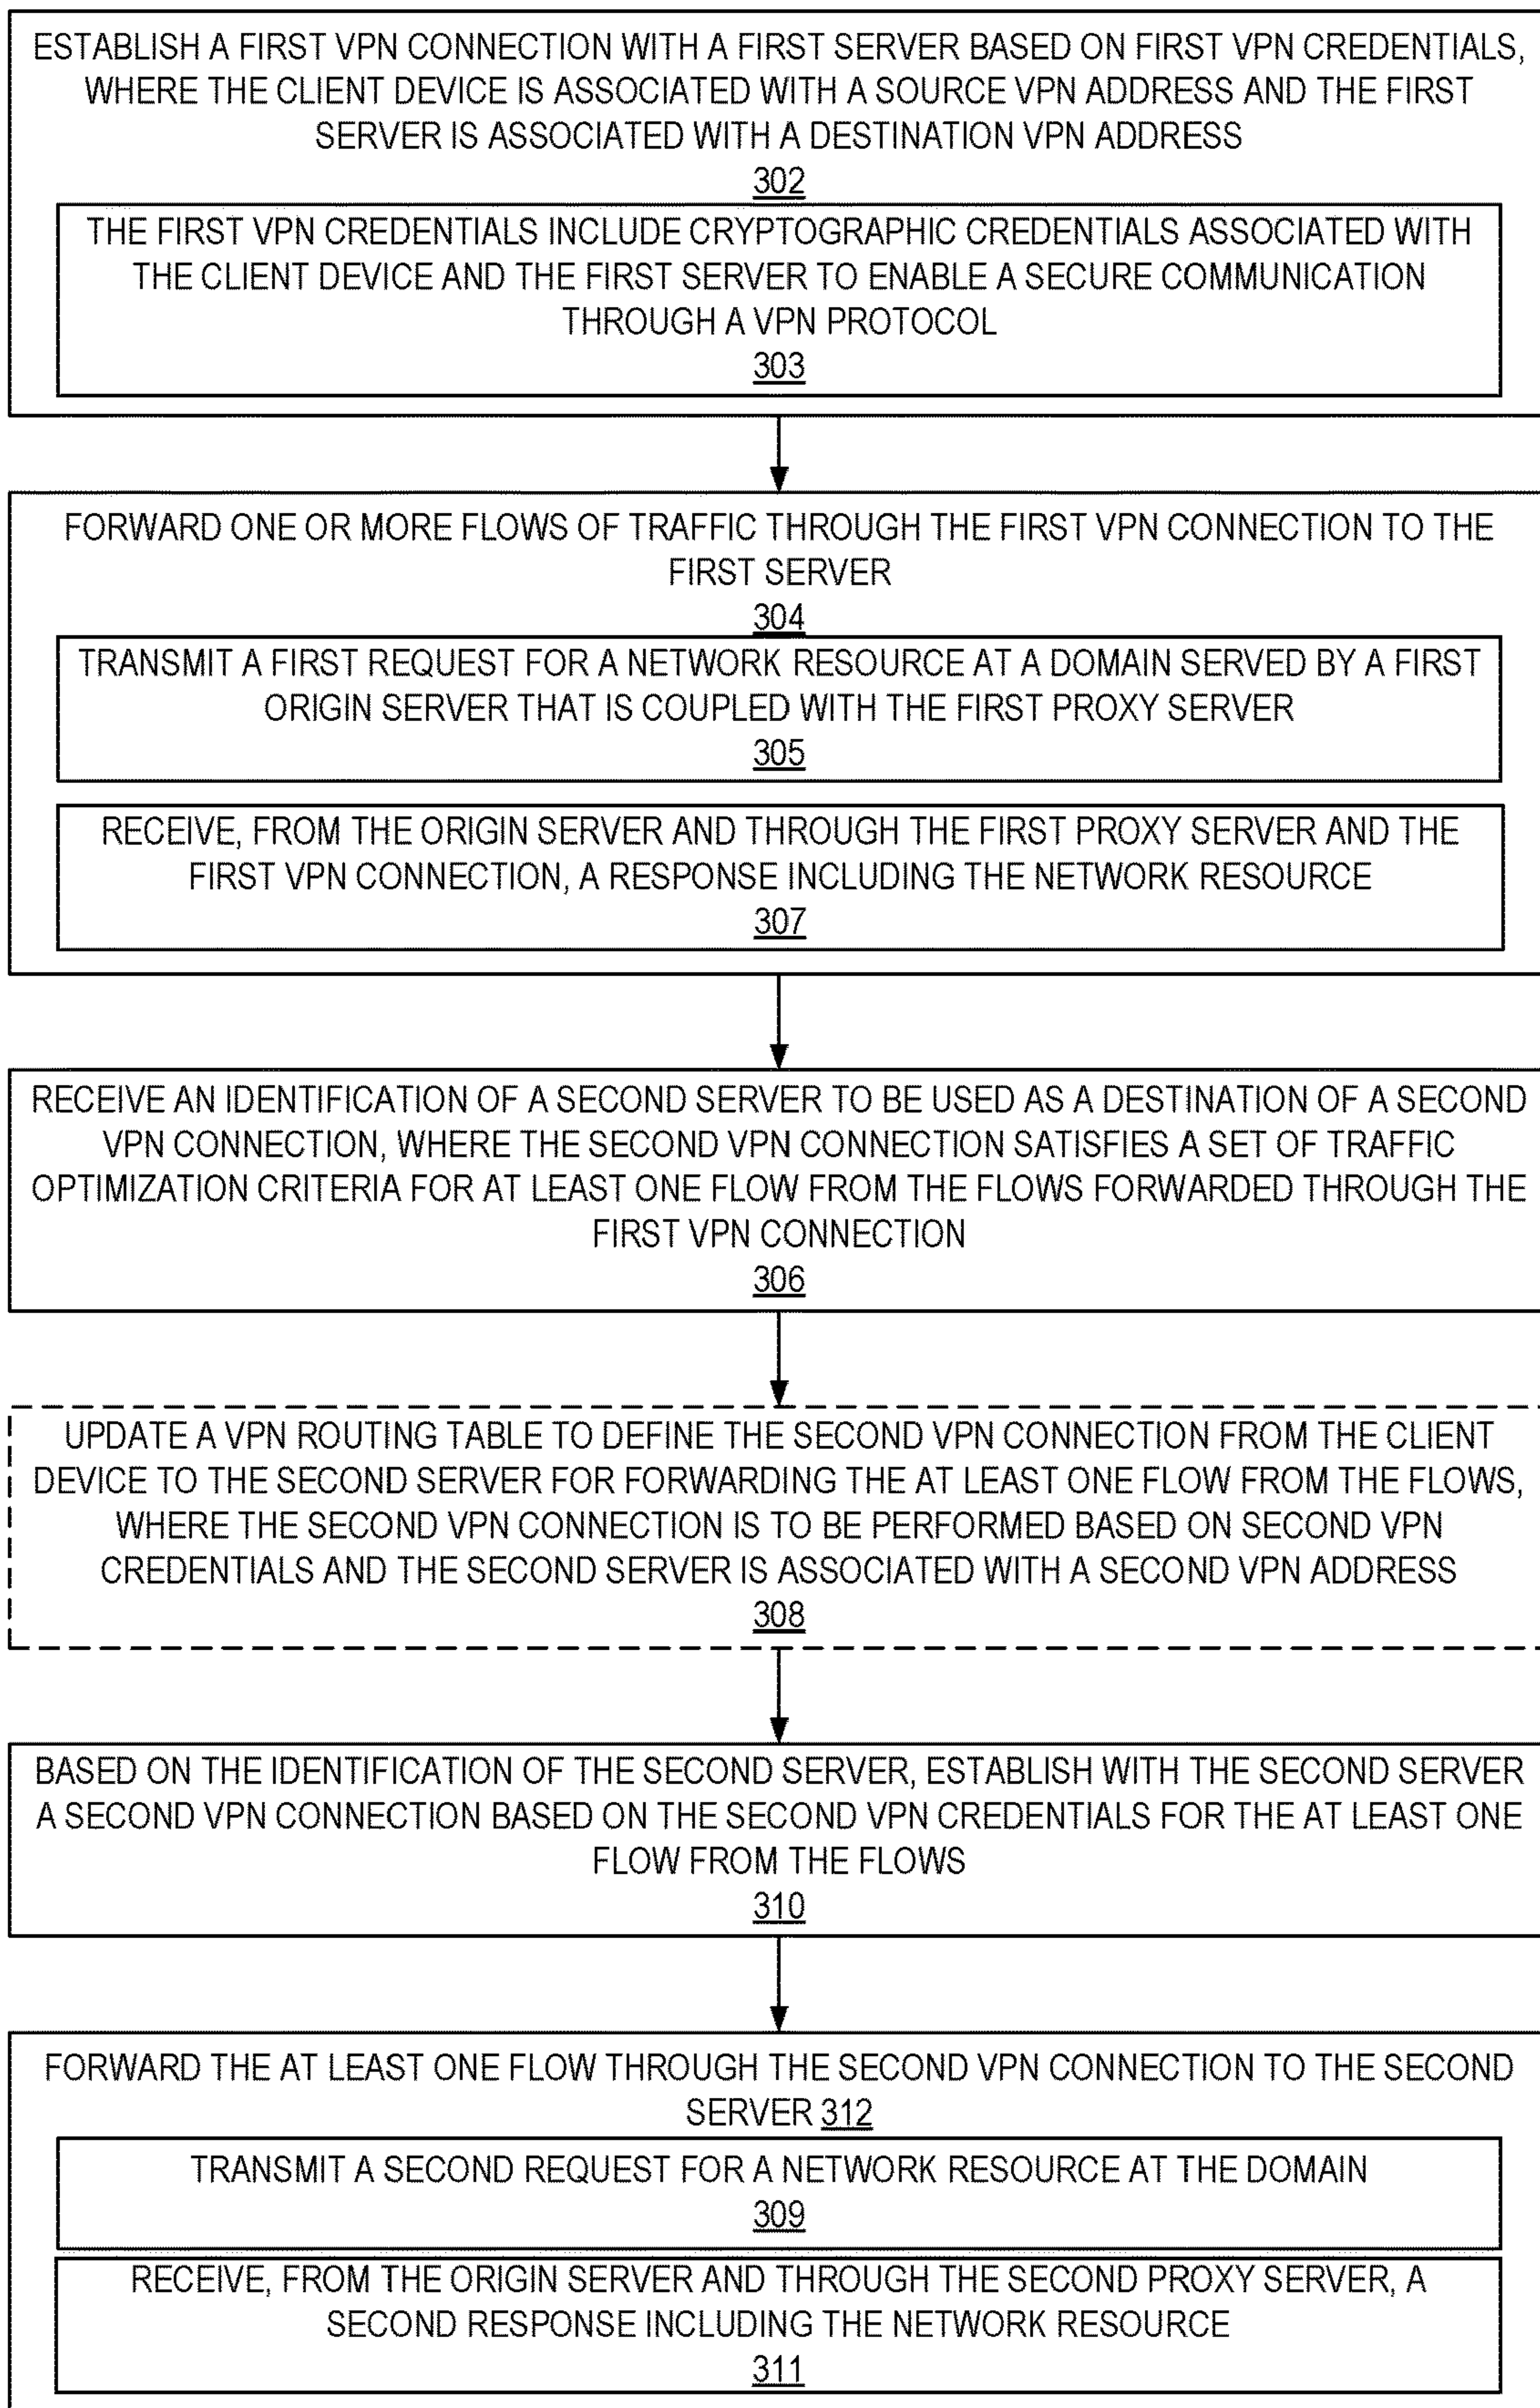 ESTABLISH A FIRST VPN CONNECTION WITH A FIRST SERVER BASED ON FIRST VPN CREDENTIALS,
WHERE THE CLIENT DEVICE IS ASSOCIATED WITH A SOURCE VPN ADDRESS AND THE FIRST
SERVER IS ASSOCIATED WITH A DESTINATION VPN ADDRESS
302
THE FIRST VPN CREDENTIALS INCLUDE CRYPTOGRAPHIC CREDENTIALS ASSOCIATED WITH
THE CLIENT DEVICE AND THE FIRST SERVER TO ENABLE A SECURE COMMUNICATION
THROUGH A VPN PROTOCOL
303
FORWARD ONE OR MORE FLOWS OF TRAFFIC THROUGH THE FIRST VPN CONNECTION TO THE
FIRST SERVER
304
TRANSMIT A FIRST REQUEST FOR A NETWORK RESOURCE AT A DOMAIN SERVED BY A FIRST
ORIGIN SERVER THAT IS COUPLED WITH THE FIRST PROXY SERVER
305
RECEIVE, FROM THE ORIGIN SERVER AND THROUGH THE FIRST PROXY SERVER AND THE
FIRST VPN CONNECTION, A RESPONSE INCLUDING THE NETWORK RESOURCE
307
RECEIVE AN IDENTIFICATION OF A SECOND SERVER TO BE USED AS A DESTINATION OF A SECOND
VPN CONNECTION, WHERE THE SECOND VPN CONNECTION SATISFIES A SET OF TRAFFIC
OPTIMIZATION CRITERIA FOR AT LEAST ONE FLOW FROM THE FLOWS FORWARDED THROUGH THE
FIRST VPN CONNECTION
306
UPDATE A VPN ROUTING TABLE TO DEFINE THE SECOND VPN CONNECTION FROM THE CLIENT
DEVICE TO THE SECOND SERVER FOR FORWARDING THE AT LEAST ONE FLOW FROM THE FLOWS,
WHERE THE SECOND VPN CONNECTION IS TO BE PERFORMED BASED ON SECOND VPN
CREDENTIALS AND THE SECOND SERVER IS ASSOCIATED WITH A SECOND VPN ADDRESS
308
BASED ON THE IDENTIFICATION OF THE SECOND SERVER, ESTABLISH WITH THE SECOND SERVER
A SECOND VPN CONNECTION BASED ON THE SECOND VPN CREDENTIALS FOR THE AT LEAST ONE
FLOW FROM THE FLOWS
310
FORWARD THE AT LEAST ONE FLOW THROUGH THE SECOND VPN CONNECTION TO THE SECOND
SERVER 312
TRANSMIT A SECOND REQUEST FOR A NETWORK RESOURCE AT THE DOMAIN
309
RECEIVE, FROM THE ORIGIN SERVER AND THROUGH THE SECOND PROXY SERVER, A
SECOND RESPONSE INCLUDING THE NETWORK RESOURCE
311